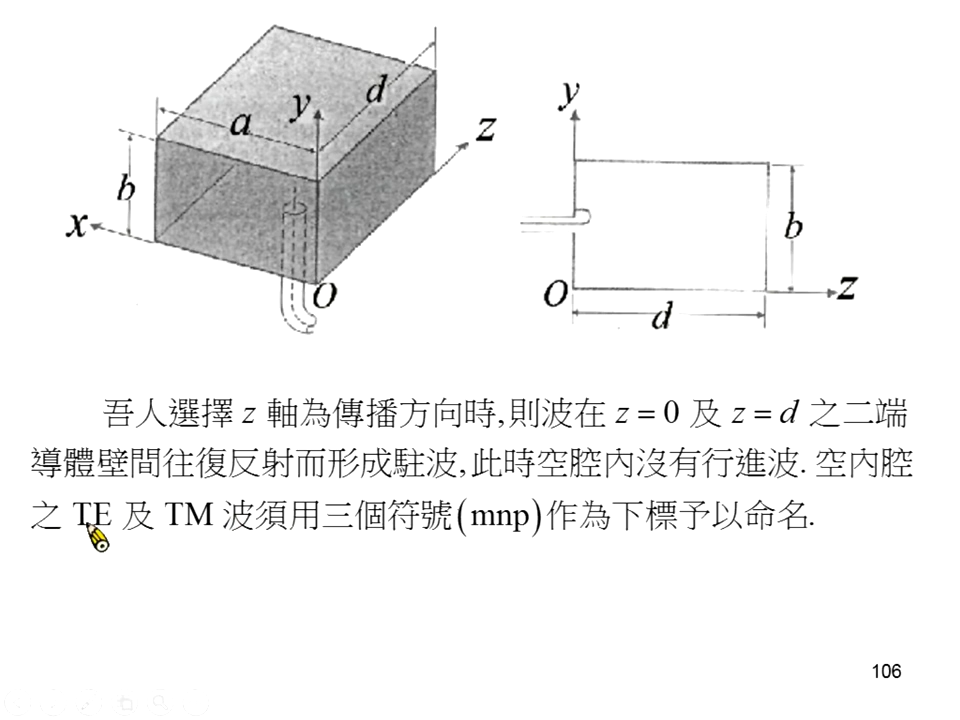 y
d
a
z
b
x
O
y
b
O
z
d
吾人選擇 z 軸為傳播方向時,則波在 z = 0 及 z = d 之二端
導體壁間往復反射而形成駐波,此時空腔內沒有行進波. 空內腔
之 TE 及 TM 波須用三個符號(mnp)作為下標予以命名.
106